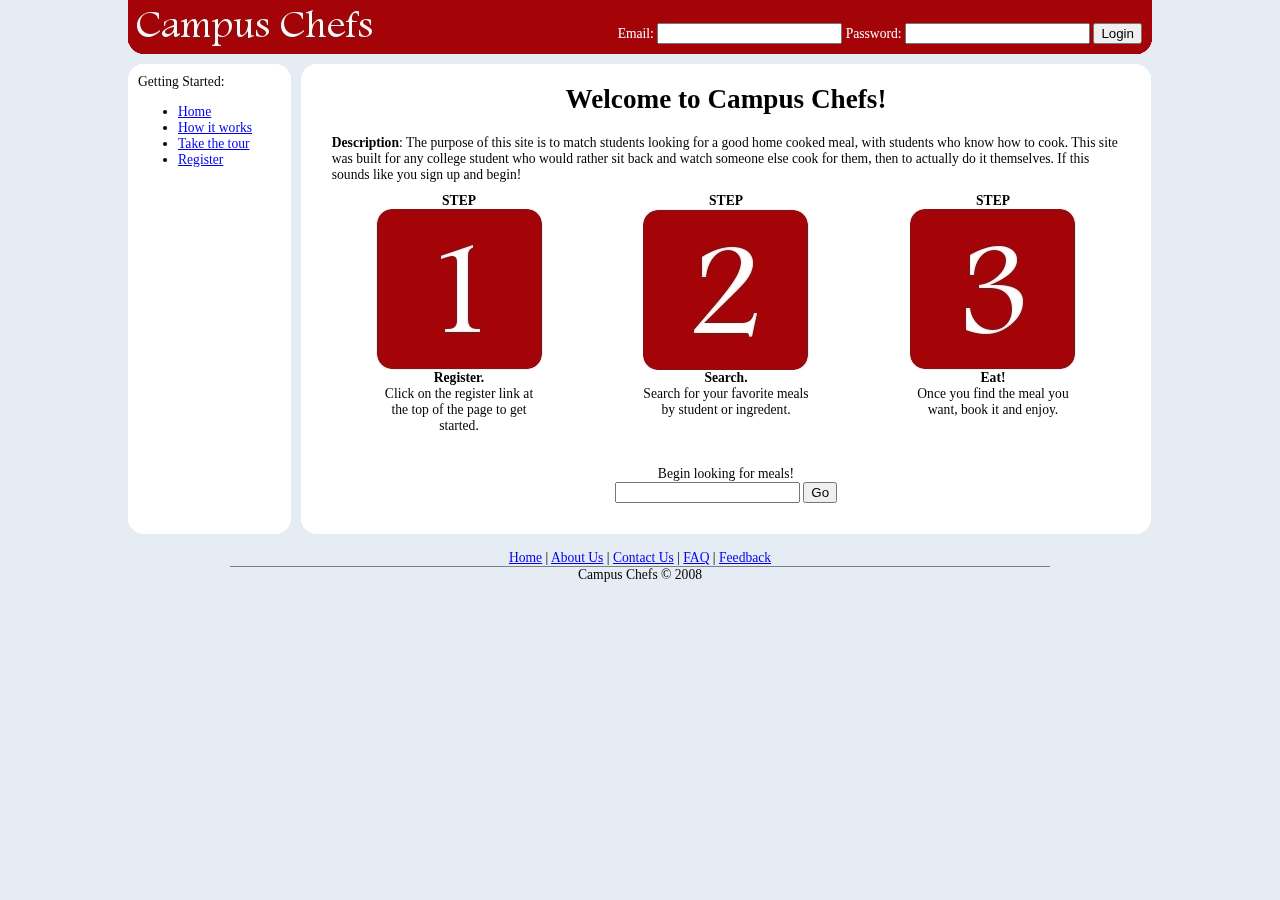 Campus Chefs
Email: Password: Login
Getting Started:
Home
How it works
Take the tour
Register
Welcome to Campus Chefs!
Description: The purpose of this site is to match students looking for a good home cooked meal, with students who know how to cook. This site
was built for any college student who would rather sit back and watch someone else cook for them, then to actually do it themselves. If this
sounds like you sign up and begin!
STEP
1
Register.
Click on the register link at
the top of the page to get
started.
STEP
2
Search.
Search for your favorite meals
by student or ingredent.
STEP
3
Eat!
Once you find the meal you
want, book it and enjoy.
Begin looking for meals!
Go
Home | About Us | Contact Us | FAQ | Feedback
Campus Chefs © 2008